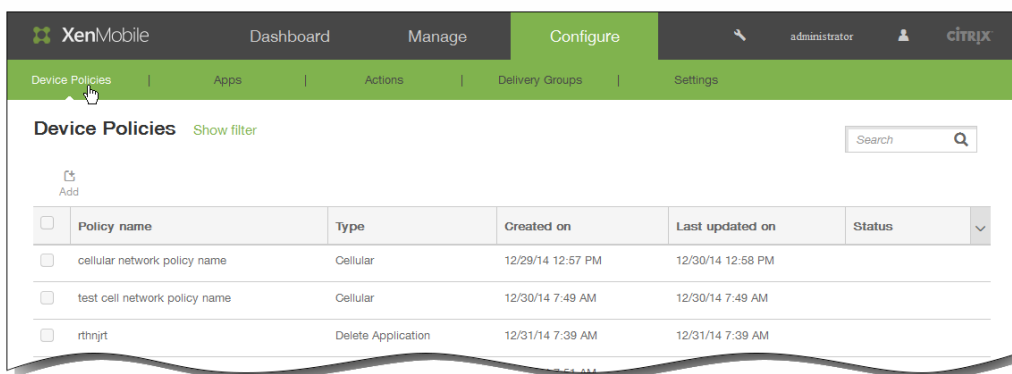 XenMobile Dashboard Manage Configure administrator CITRIX
Device Policies | Apps | Actions | Delivery Groups | Settings
Device Policies Show filter Search
Add
Policy name Type Created on Last updated on Status
cellular network policy name Cellular 12/29/14 12:57 PM 12/30/14 12:58 PM
test cell network policy name Cellular 12/30/14 7:49 AM 12/30/14 7:49 AM
rthnjrt Delete Application 12/31/14 7:39 AM 12/31/14 7:39 AM
AM